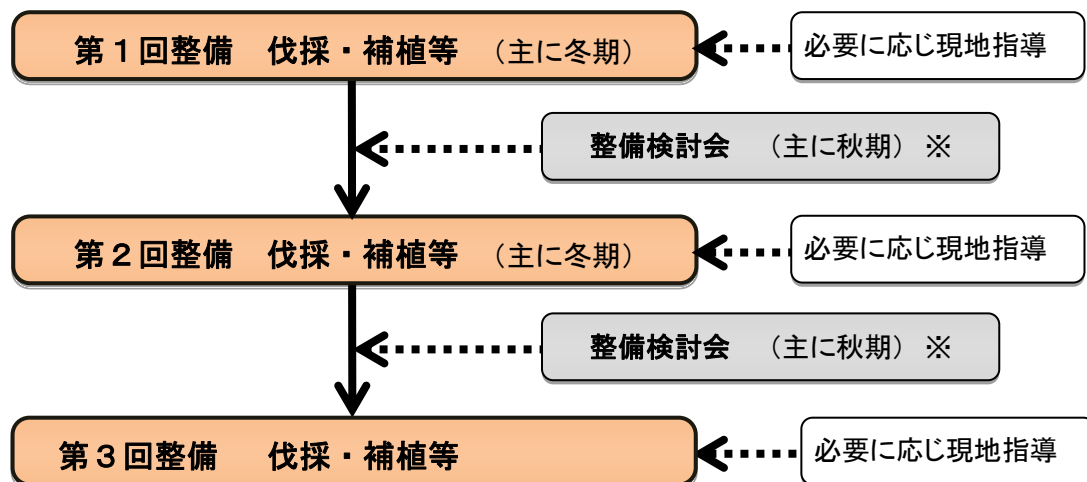 第１回整備　伐採・補植等　（主に冬期）
必要に応じ現地指導
整備検討会　（主に秋期）　※
第２回整備　伐採・補植等　（主に冬期）
必要に応じ現地指導
整備検討会　（主に秋期）　※
第３回整備　伐採・補植等
必要に応じ現地指導